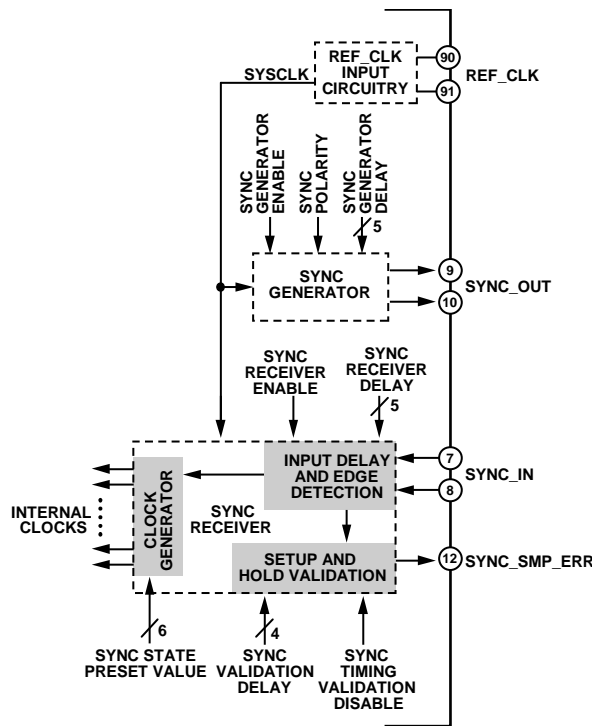 REF_CLK
INPUT
CIRCUITRY
90
91
REF_CLK
SYSCLK
SYNC
GENERATOR
ENABLE
SYNC
POLARITY
SYNC
GENERATOR
DELAY
5
SYNC
GENERATOR
9
10
SYNC_OUT
SYNC
RECEIVER
ENABLE
SYNC
RECEIVER
DELAY
5
INPUT DELAY
AND EDGE
DETECTION
7
8
SYNC_IN
CLOCK
GENERATOR
SYNC
RECEIVER
INTERNAL
CLOCKS
SETUP AND
HOLD VALIDATION
12
SYNC_SMP_ERR
6
SYNC STATE
PRESET VALUE
4
SYNC
VALIDATION
DELAY
SYNC
TIMING
VALIDATION
DISABLE